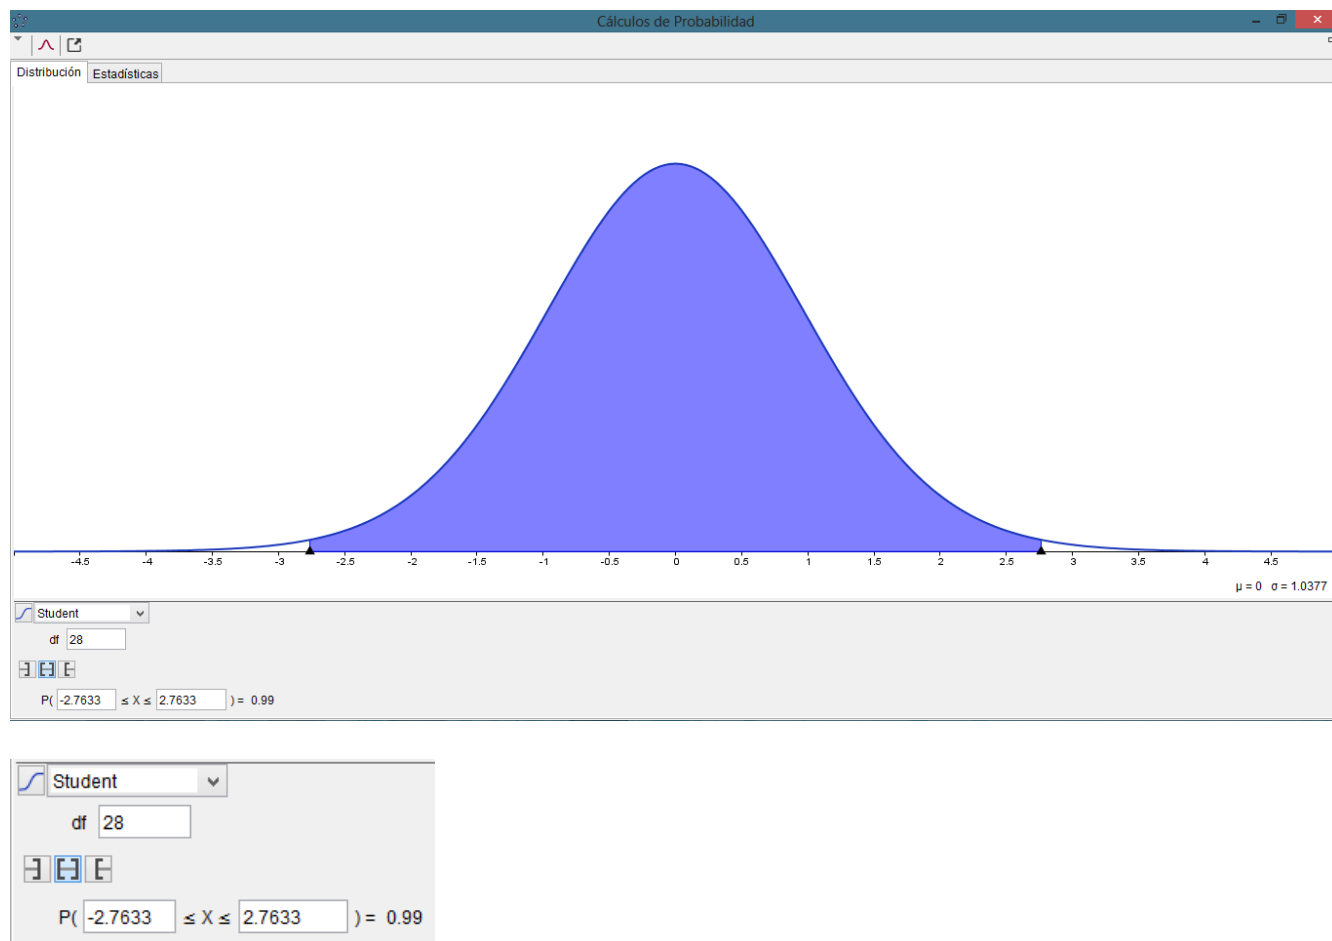 Cálculos de Probabilidad
Distribución Estadísticas
-4.5 -4 -3.5 -3 -2.5 -2 -1.5 -1 -0.5 0 0.5 1 1.5 2 2.5 3 3.5 4 4.5
μ = 0 σ = 1.0377
Student
df 28
P( -2.7633 ≤ X ≤ 2.7633 ) = 0.99
Student
df 28
P( -2.7633 ≤ X ≤ 2.7633 ) = 0.99